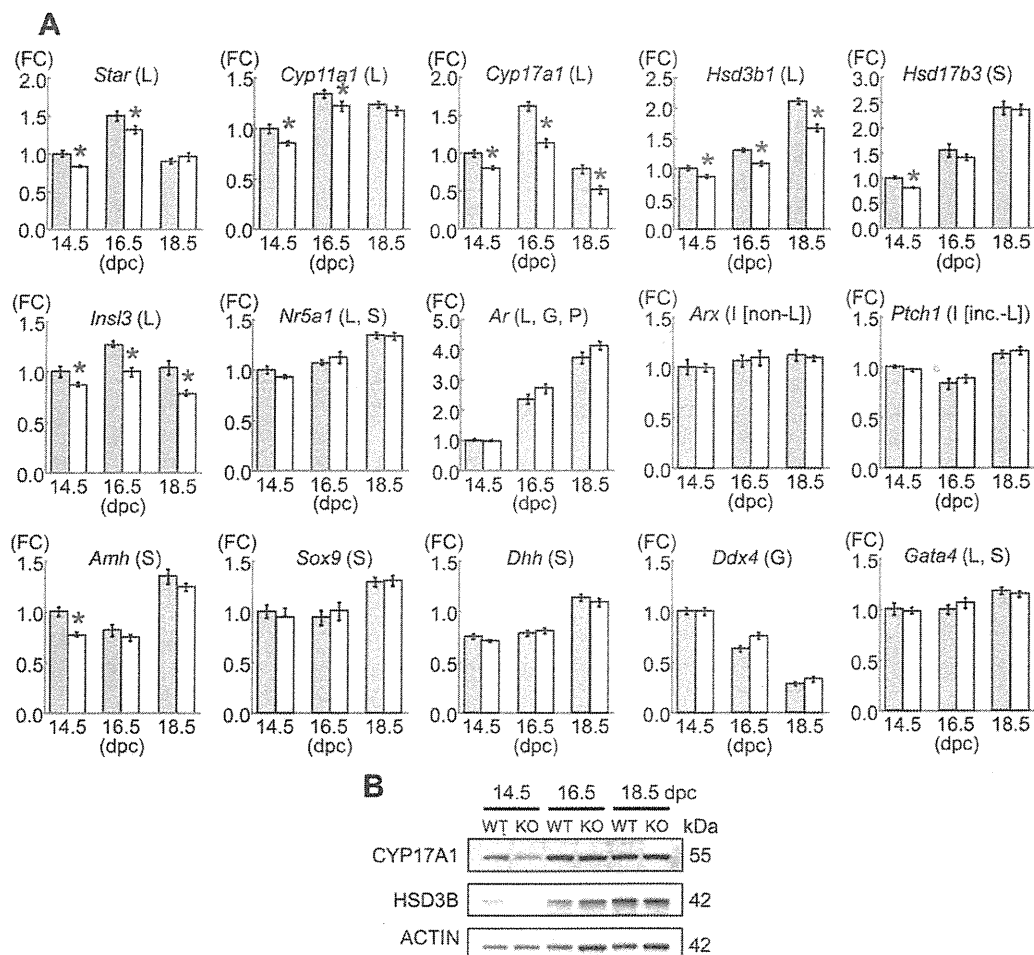 A
(FC) (FC) (FC) (FC) (FC)
Star (L) Cyp11a1 (L) Cyp17a1 (L) Hsd3b1 (L) Hsd17b3 (S)
2.0
1.5
1.0
0.5
0.0
* *
14.5 16.5 18.5
(dpc)
1.5
1.0
0.5
0.0
* *
14.5 16.5 18.5
(dpc)
2.0
1.5
1.0
0.5
0.0
* * *
14.5 16.5 18.5
(dpc)
2.5
2.0
1.5
1.0
0.5
0.0
* * *
14.5 16.5 18.5
(dpc)
3.0
2.5
2.0
1.5
1.0
0.5
0.0
*
14.5 16.5 18.5
(dpc)
(FC) (FC) (FC) (FC) (FC)
Insl3 (L) Nr5a1 (L, S) Ar (L, G, P) Arx (I [non-L]) Ptch1 (I [inc.-L])
1.5
1.0
0.5
0.0
* * *
14.5 16.5 18.5
(dpc)
1.5
1.0
0.5
0.0
14.5 16.5 18.5
(dpc)
5.0
4.0
3.0
2.0
1.0
0.0
14.5 16.5 18.5
(dpc)
1.5
1.0
0.5
0.0
14.5 16.5 18.5
(dpc)
1.5
1.0
0.5
0.0
14.5 16.5 18.5
(dpc)
(FC) (FC) (FC) (FC) (FC)
Amh (S) Sox9 (S) Dhh (S) Ddx4 (G) Gata4 (L, S)
1.5
1.0
0.5
0.0
*
14.5 16.5 18.5
(dpc)
1.5
1.0
0.5
0.0
14.5 16.5 18.5
(dpc)
1.5
1.0
0.5
0.0
14.5 16.5 18.5
(dpc)
1.5
1.0
0.5
0.0
14.5 16.5 18.5
(dpc)
1.5
1.0
0.5
0.0
14.5 16.5 18.5
(dpc)
B
14.5 16.5 18.5 dpc
WT KO WT KO WT KO kDa
CYP17A1 55
HSD3B 42
ACTIN 42